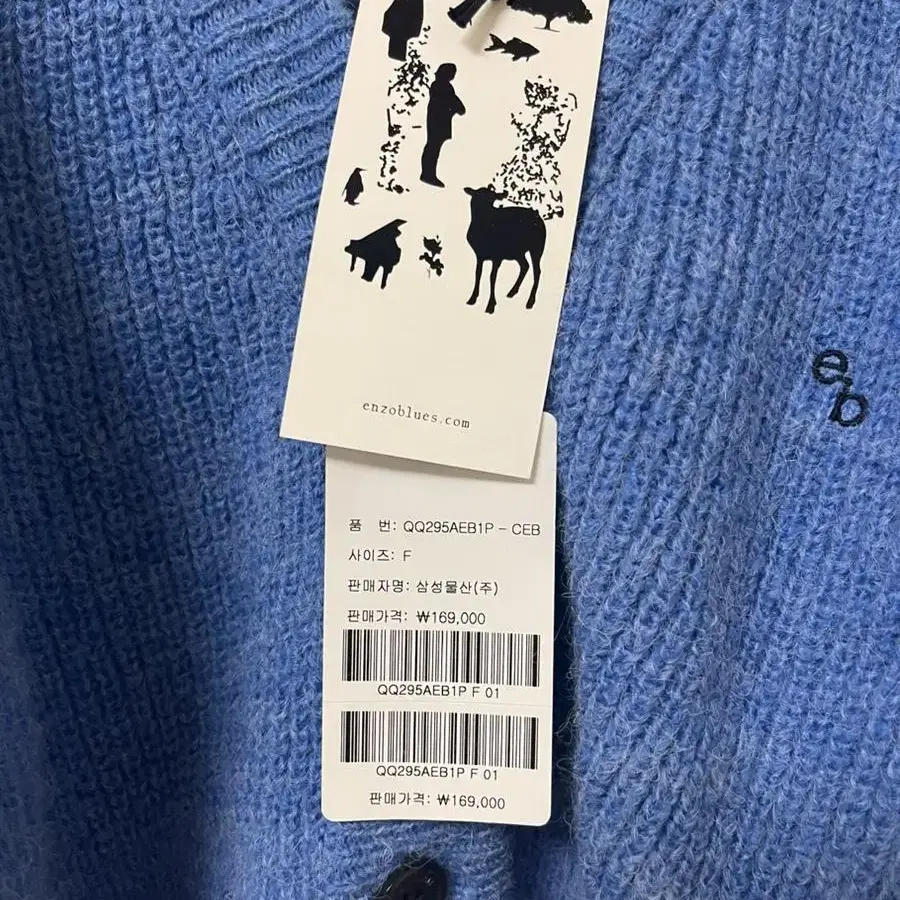 enzoblues.com
e.b
품 번: QQ295AEB1P - CEB
사이즈: F
판매자명: 삼성물산(주)
판매가격: ₩169,000
QQ295AEB1P F 01
QQ295AEB1P F 01
판매가격: ₩169,000